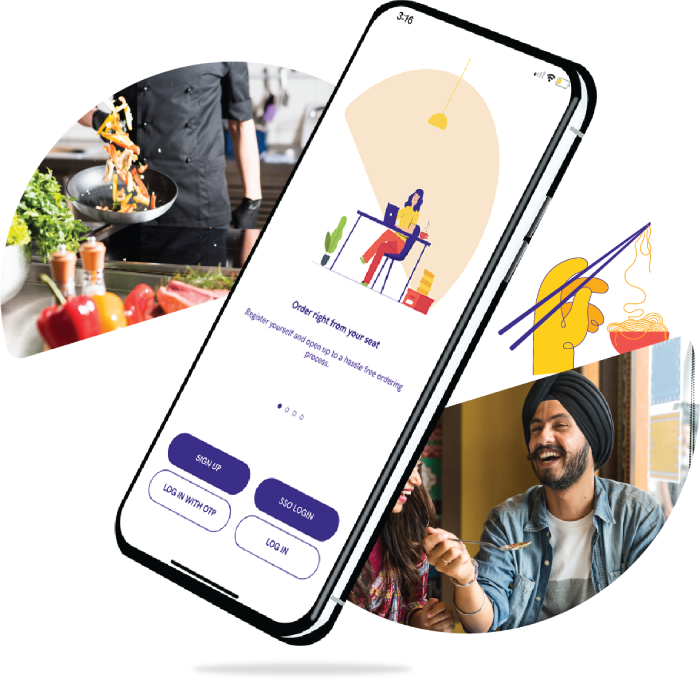 3:16
Order right from your seat
Register yourself and open up to a hassle free ordering
process.
SIGN UP
SSO LOGIN
LOG IN WITH OTP
LOG IN